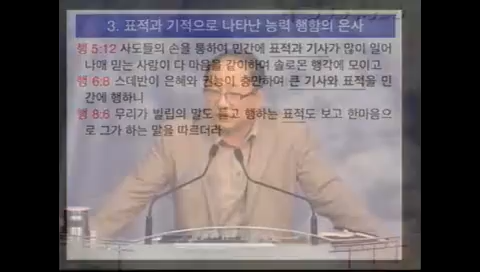 3. 표적과 기적으로 나타난 능력 행함의 은사
행 5:12 사도들의 손을 통하여 민간에 표적과 기사가 많이 일어
나매 믿는 사람이 다 마음을 같이하여 솔로몬 행각에 모이고
행 6:8 스데반이 은혜와 권능이 충만하여 큰 기사와 표적을 민
간에 행하니
행 8:6 무리가 빌립의 말도 듣고 행하는 표적도 보고 한마음으
로 그가 하는 말을 따르더라